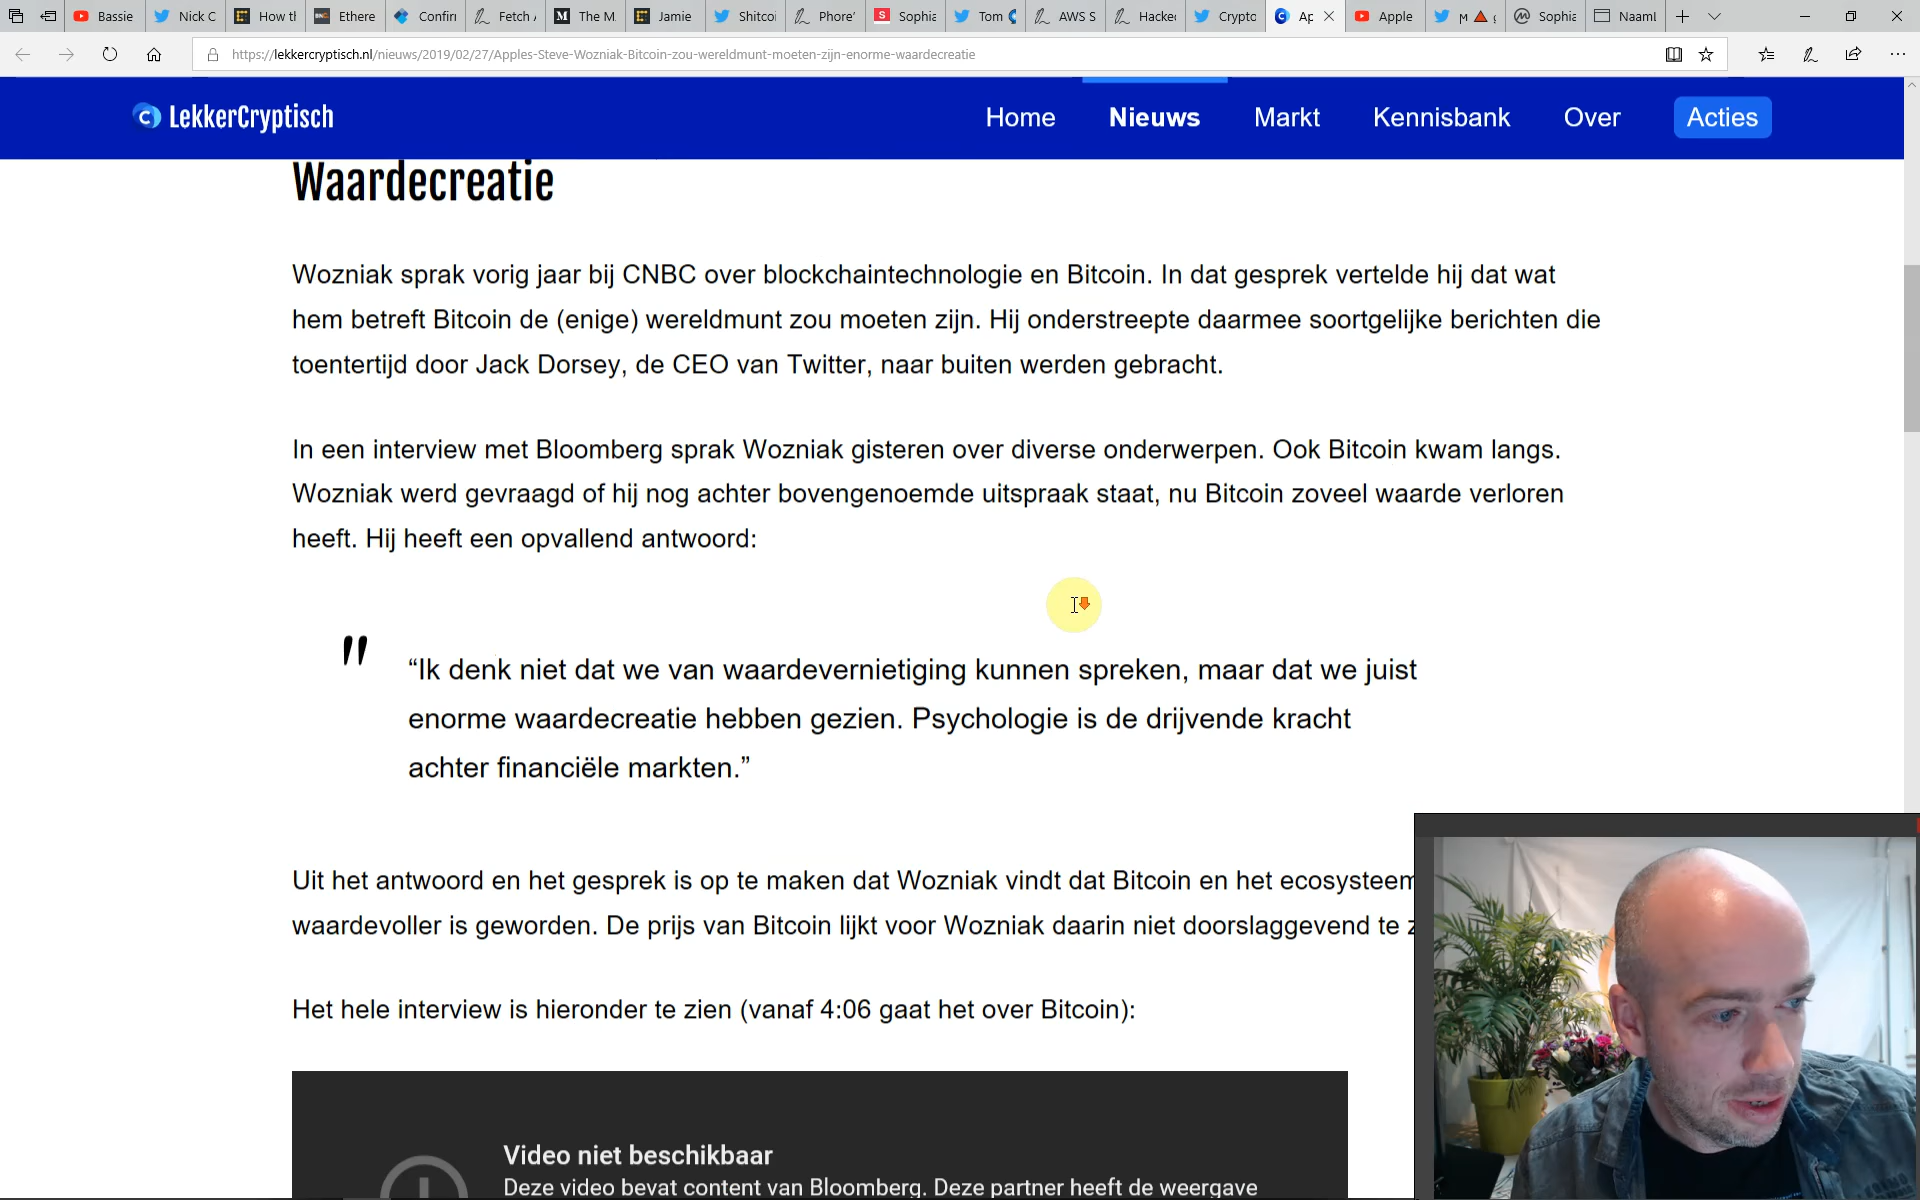 Bassie
Nick C
How tl
Ethere
Confirr
Fetch
The M
Jamie
Shitcoi
Phore'
Sophia
Tom
AWS S
Hacke
Crypto
Ap
Apple
M
Sophia
Naaml
https://lekkercryptisch.nl/nieuws/2019/02/27/Apples-Steve-Wozniak-Bitcoin-zou-wereldmunt-moeten-zijn-enorme-waardecreatie
LekkerCryptisch
Home
Nieuws
Markt
Kennisbank
Over
Acties
Waardecreatie
Wozniak sprak vorig jaar bij CNBC over blockchaintechnologie en Bitcoin. In dat gesprek vertelde hij dat wat
hem betreft Bitcoin de (enige) wereldmunt zou moeten zijn. Hij onderstreepte daarmee soortgelijke berichten die
toentertijd door Jack Dorsey, de CEO van Twitter, naar buiten werden gebracht.
In een interview met Bloomberg sprak Wozniak gisteren over diverse onderwerpen. Ook Bitcoin kwam langs.
Wozniak werd gevraagd of hij nog achter bovengenoemde uitspraak staat, nu Bitcoin zoveel waarde verloren
heeft. Hij heeft een opvallend antwoord:
"
“Ik denk niet dat we van waardevernietiging kunnen spreken, maar dat we juist
enorme waardecreatie hebben gezien. Psychologie is de drijvende kracht
achter financiële markten.”
Uit het antwoord en het gesprek is op te maken dat Wozniak vindt dat Bitcoin en het ecosysteem
waardevoller is geworden. De prijs van Bitcoin lijkt voor Wozniak daarin niet doorslaggevend te z
Het hele interview is hieronder te zien (vanaf 4:06 gaat het over Bitcoin):
Video niet beschikbaar
Deze video bevat content van Bloomberg. Deze partner heeft de weergave